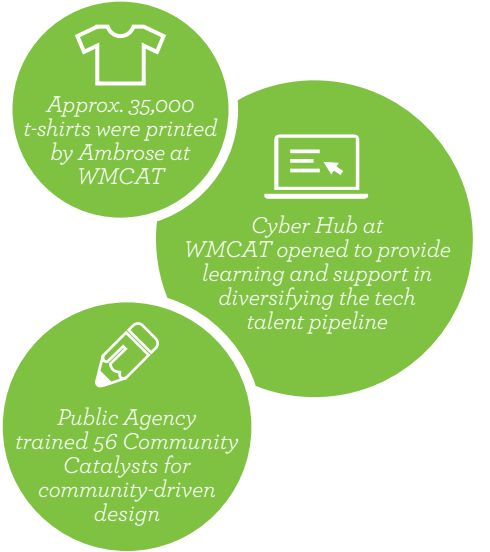 Approx. 35,000
t-shirts were printed
by Ambrose at
WMCAT
Cyber Hub at
WMCAT opened to provide
learning and support in
diversifying the tech
talent pipeline
Public Agency
trained 56 Community
Catalysts for
community-driven
design